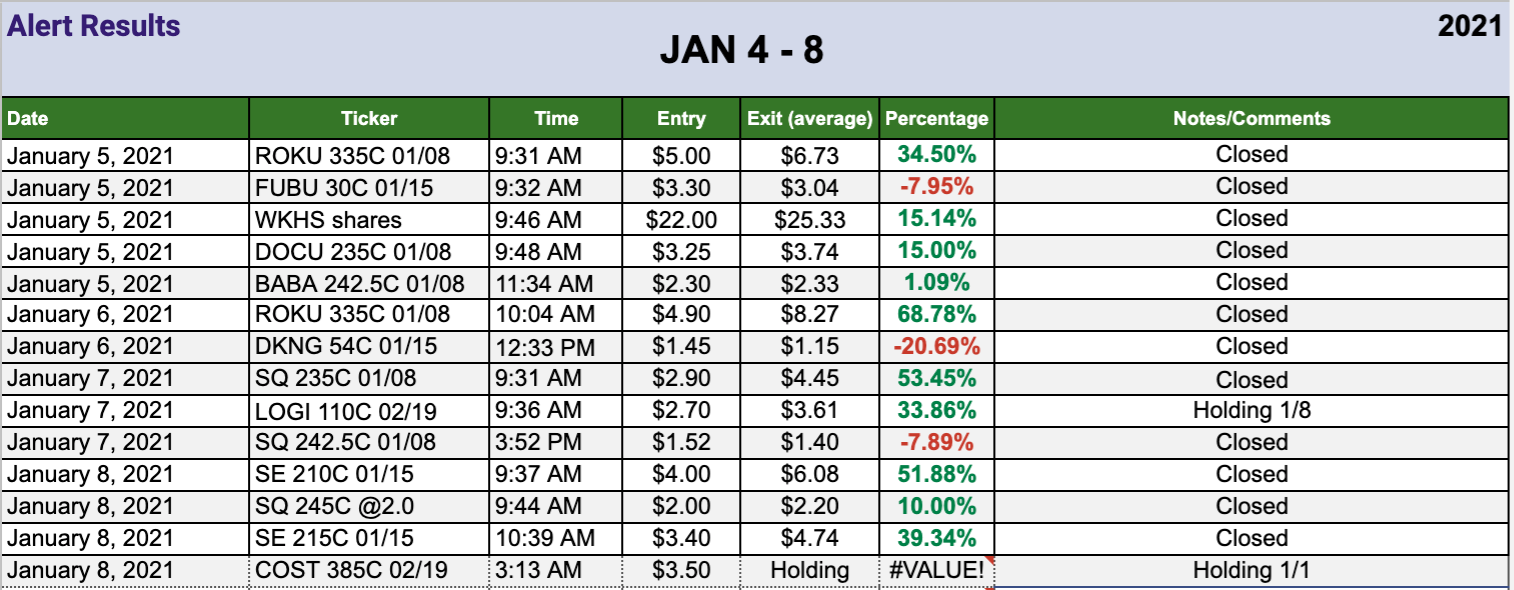 Alert Results
2021
JAN 4 - 8
Date Ticker Time Entry Exit (average) Percentage Notes/Comments
January 5, 2021 ROKU 335C 01/08 9:31 AM $5.00 $6.73 34.50% Closed
January 5, 2021 FUBU 30C 01/15 9:32 AM $3.30 $3.04 -7.95% Closed
January 5, 2021 WKHS shares 9:46 AM $22.00 $25.33 15.14% Closed
January 5, 2021 DOCU 235C 01/08 9:48 AM $3.25 $3.74 15.00% Closed
January 5, 2021 BABA 242.5C 01/08 11:34 AM $2.30 $2.33 1.09% Closed
January 6, 2021 ROKU 335C 01/08 10:04 AM $4.90 $8.27 68.78% Closed
January 6, 2021 DKNG 54C 01/15 12:33 PM $1.45 $1.15 -20.69% Closed
January 7, 2021 SQ 235C 01/08 9:31 AM $2.90 $4.45 53.45% Closed
January 7, 2021 LOGI 110C 02/19 9:36 AM $2.70 $3.61 33.86% Holding 1/8
January 7, 2021 SQ 242.5C 01/08 3:52 PM $1.52 $1.40 -7.89% Closed
January 8, 2021 SE 210C 01/15 9:37 AM $4.00 $6.08 51.88% Closed
January 8, 2021 SQ 245C @2.0 9:44 AM $2.00 $2.20 10.00% Closed
January 8, 2021 SE 215C 01/15 10:39 AM $3.40 $4.74 39.34% Closed
January 8, 2021 COST 385C 02/19 3:13 AM $3.50 Holding #VALUE! Holding 1/1